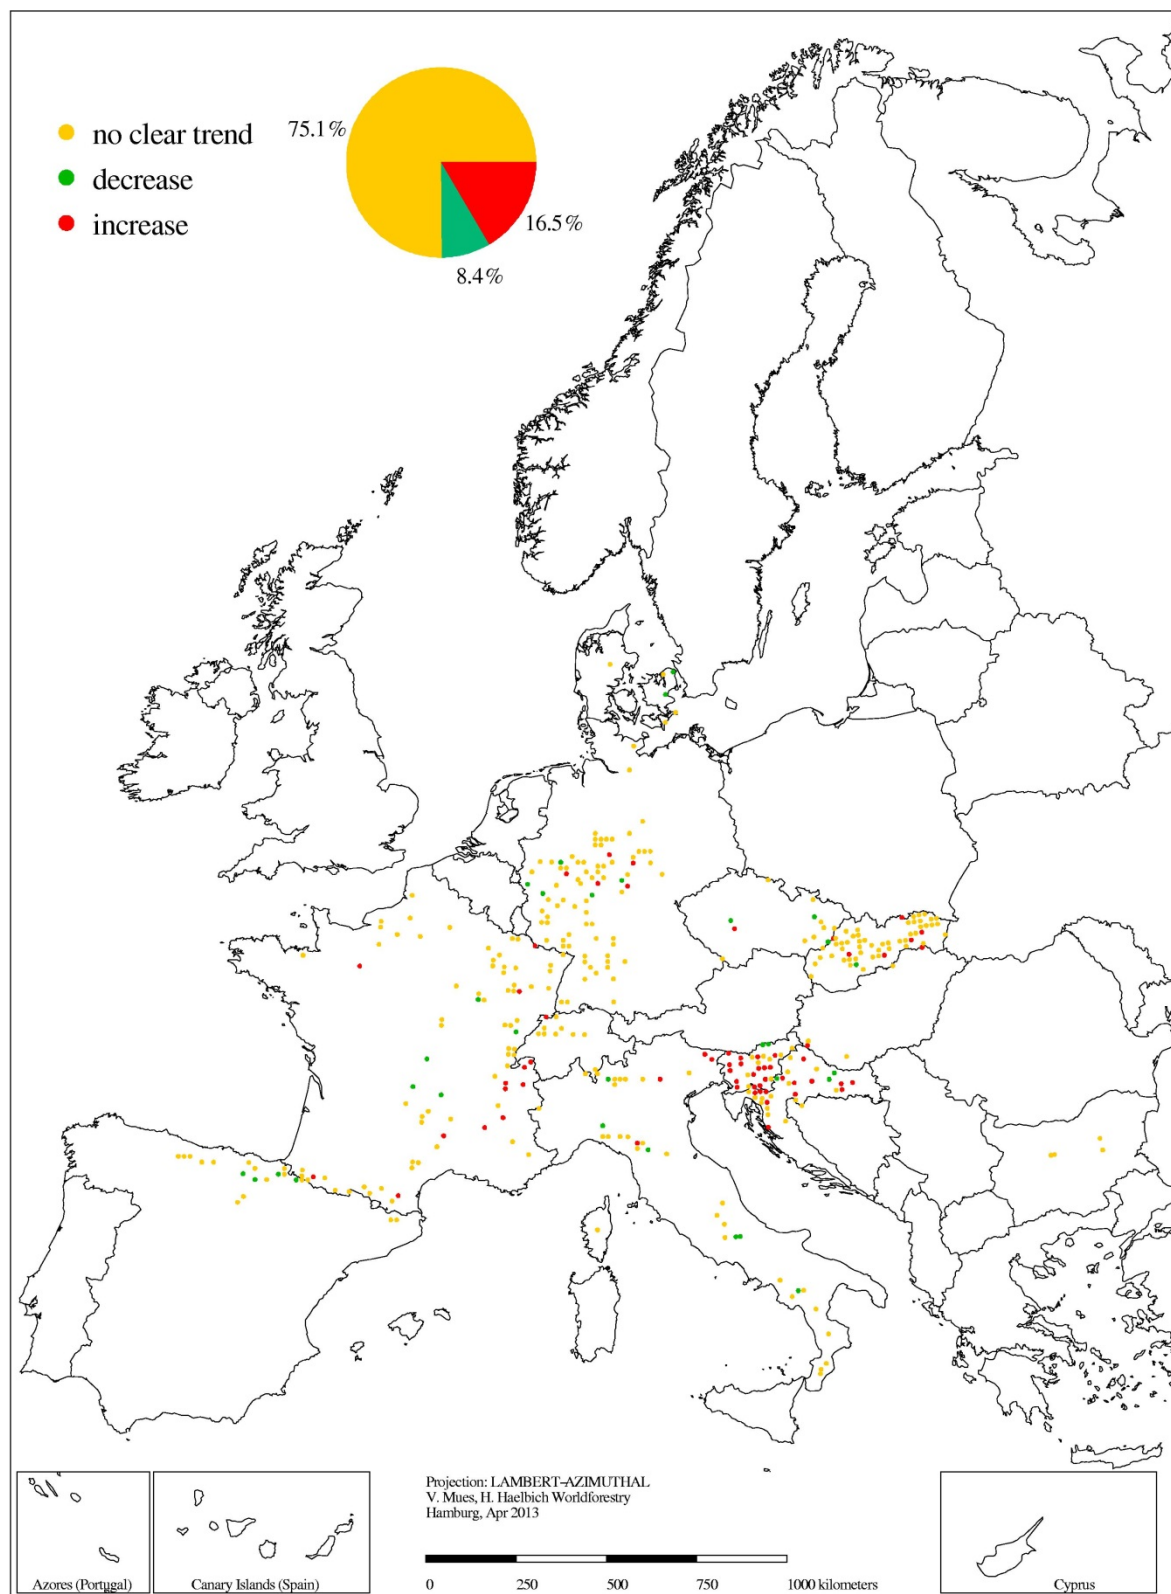 75.1%
no clear trend
decrease
increase
16.5%
8.4%
Projection: LAMBERT-AZIMUTHAL
V. Mues, H. Haelbich Worldforestry
Hamburg, Apr 2013
Azores (Portugal)
Canary Islands (Spain)
0 250 500 750 1000 kilometers
Cyprus